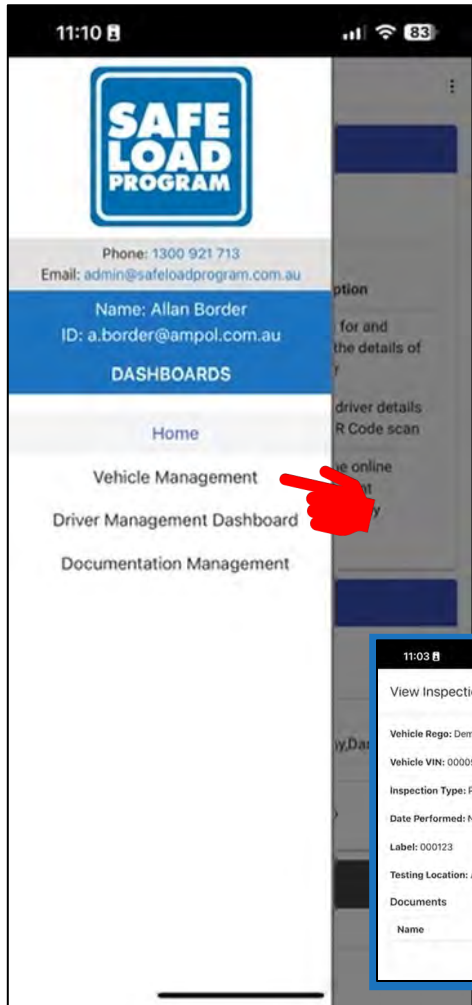 11:10
83
SAFE
LOAD
PROGRAM
Phone: 1300 921 713
Email: admin@safeloadprogram.com.au
Name: Allan Border
ID: a.border@ampol.com.au
DASHBOARDS
Home
Vehicle Management
Driver Management Dashboard
Documentation Management
ption
for and
the details of
driver details
R Code scan
ne online
11:03
View Inspecti
Vehicle Rego: Dem
Vehicle VIN: 0000
Inspection Type:
Date Performed:
Label: 000123
Testing Location:
Documents
Name